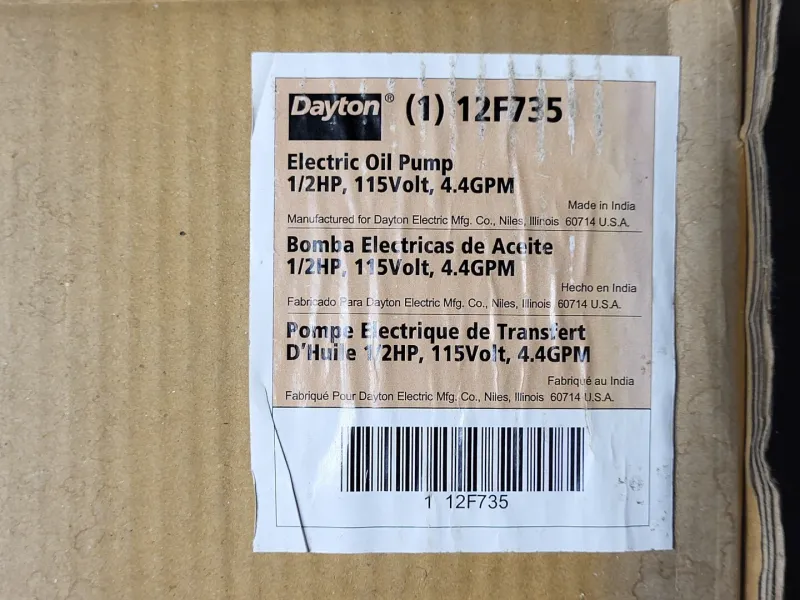 Dayton® (1) 12F735
Electric Oil Pump
1/2HP, 115Volt, 4.4GPM
Made in India
Manufactured for Dayton Electric Mfg. Co., Niles, Illinois 60714 U.S.A.
Bomba Electricas de Aceite
1/2HP, 115Volt, 4.4GPM
Hecho en India
Fabricado Para Dayton Electric Mfg. Co., Niles, Illinois 60714 U.S.A.
Pompe Electrique de Transfert
D'Huile 1/2HP, 115Volt, 4.4GPM
Fabriqué au India
Fabriqué Pour Dayton Electric Mfg. Co., Niles, Illinois 60714 U.S.A.
1 12F735